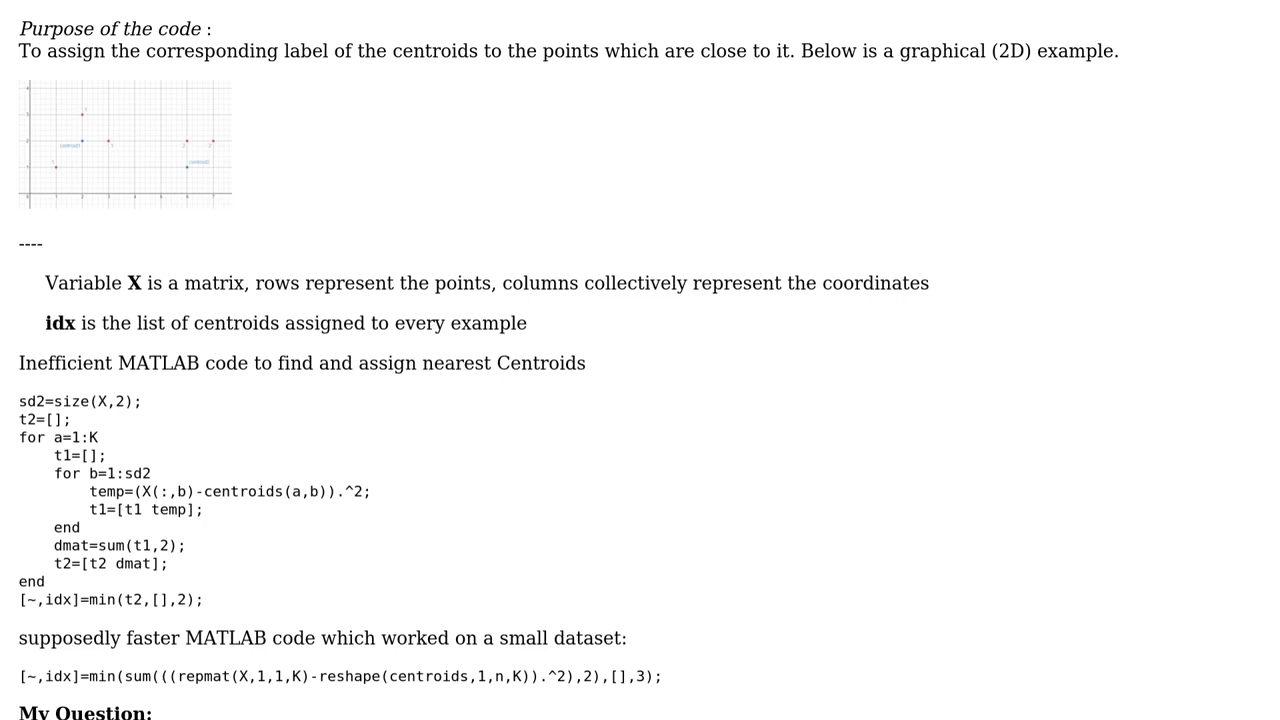 Purpose of the code :
To assign the corresponding label of the centroids to the points which are close to it. Below is a graphical (2D) example.
centroid1
centroid2
----
Variable X is a matrix, rows represent the points, columns collectively represent the coordinates
idx is the list of centroids assigned to every example
Inefficient MATLAB code to find and assign nearest Centroids
sd2=size(X,2);
t2=[];
for a=1:K
t1=[];
for b=1:sd2
temp=(X(:,b)-centroids(a,b)).^2;
t1=[t1 temp];
end
dmat=sum(t1,2);
t2=[t2 dmat];
end
[~,idx]=min(t2,[],2);
supposedly faster MATLAB code which worked on a small dataset:
[~,idx]=min(sum(((repmat(X,1,1,K)-reshape(centroids,1,n,K)).^2),2),[],3);
My Question: